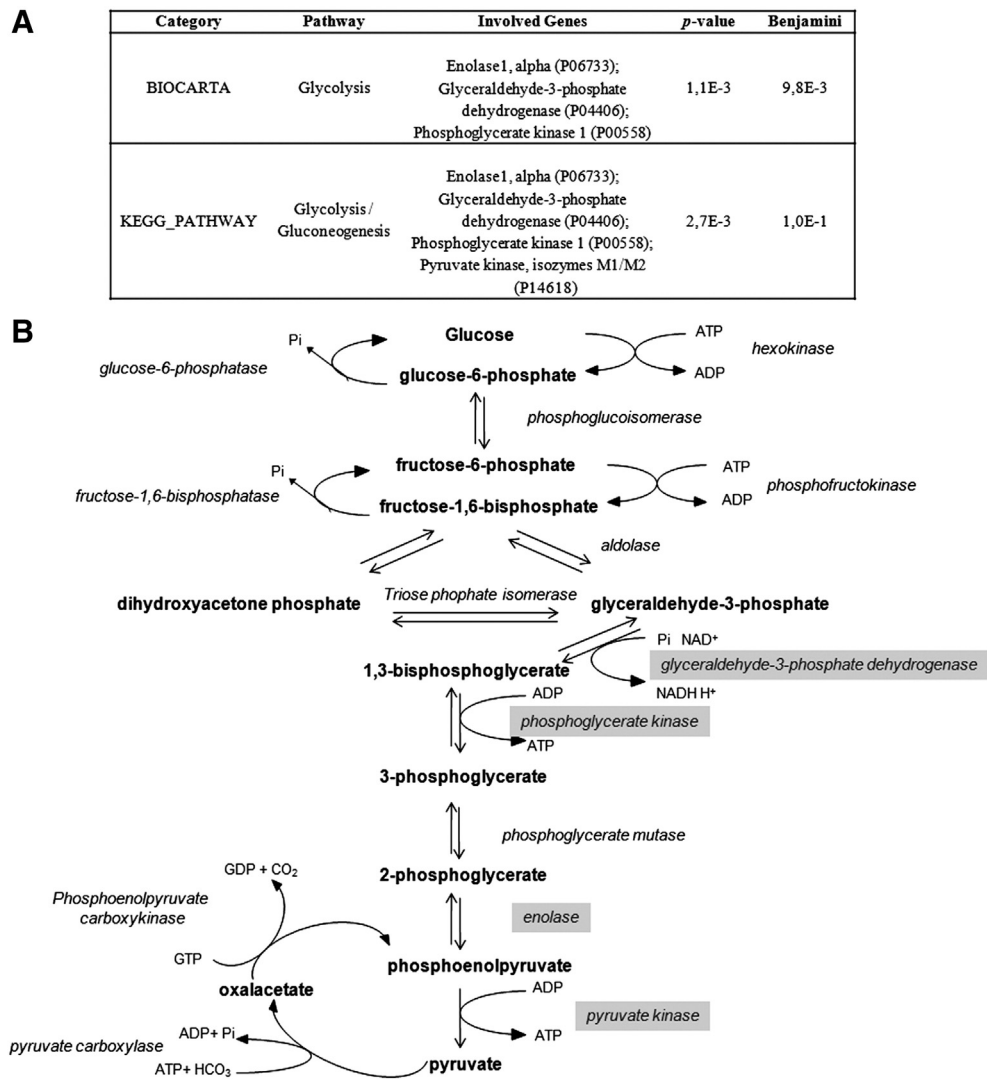 A
Category Pathway Involved Genes p-value Benjamini
Enolase1, alpha (P06733);
BIOCARTA Glycolysis Glyceraldehyde-3-phosphate 1,1E-3 9,8E-3
dehydrogenase (P04406);
Phosphoglycerate kinase 1 (P00558)
Enolase1, alpha (P06733);
Glyceraldehyde-3-phosphate
KEGG_PATHWAY Glycolysis / Gluconeogenesis dehydrogenase (P04406); 2,7E-3 1,0E-1
Phosphoglycerate kinase 1 (P00558);
Pyruvate kinase, isozymes M1/M2
(P14618)
B
Pi Glucose ATP
glucose-6-phosphatase hexokinase
glucose-6-phosphate ADP
phosphoglucoisomerase
Pi fructose-6-phosphate ATP
fructose-1,6-bisphosphatase phosphofructokinase
fructose-1,6-bisphosphate ADP
aldolase
Triose phophate isomerase
dihydroxyacetone phosphate glyceraldehyde-3-phosphate
Pi NAD+
glyceraldehyde-3-phosphate dehydrogenase
1,3-bisphosphoglycerate
NADH H+
ADP
phosphoglycerate kinase
ATP
3-phosphoglycerate
phosphoglycerate mutase
GDP + CO2
2-phosphoglycerate
Phosphoenolpyruvate
carboxykinase
enolase
GTP
phosphoenolpyruvate
oxalacetate
ADP
pyruvate kinase
ADP+ Pi ATP
pyruvate carboxylase
pyruvate
ATP+ HCO3